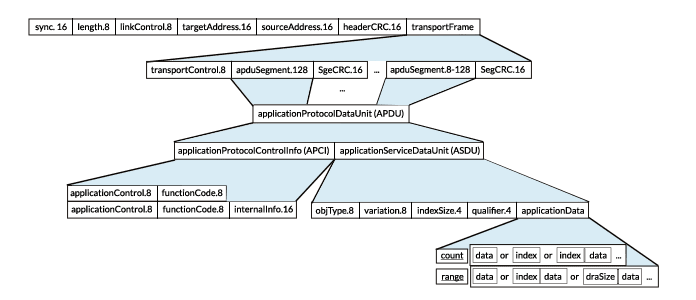 sync. 16 length.8 linkControl.8 targetAddress.16 sourceAddress.16 headerCRC.16 transportFrame
transportControl.8 apduSegment.128 SgeCRC.16 ... apduSegment.8-128 SegCRC.16
...
applicationProtocolDataUnit (APDU)
applicationProtocolControlInfo (APCI) applicationServiceDataUnit (ASDU)
applicationControl.8 functionCode.8
applicationControl.8 functionCode.8 internalInfo.16 objType.8 variation.8 indexSize.4 qualifier.4 applicationData
count data or index or index data ...
range data or index data or draSize data ...